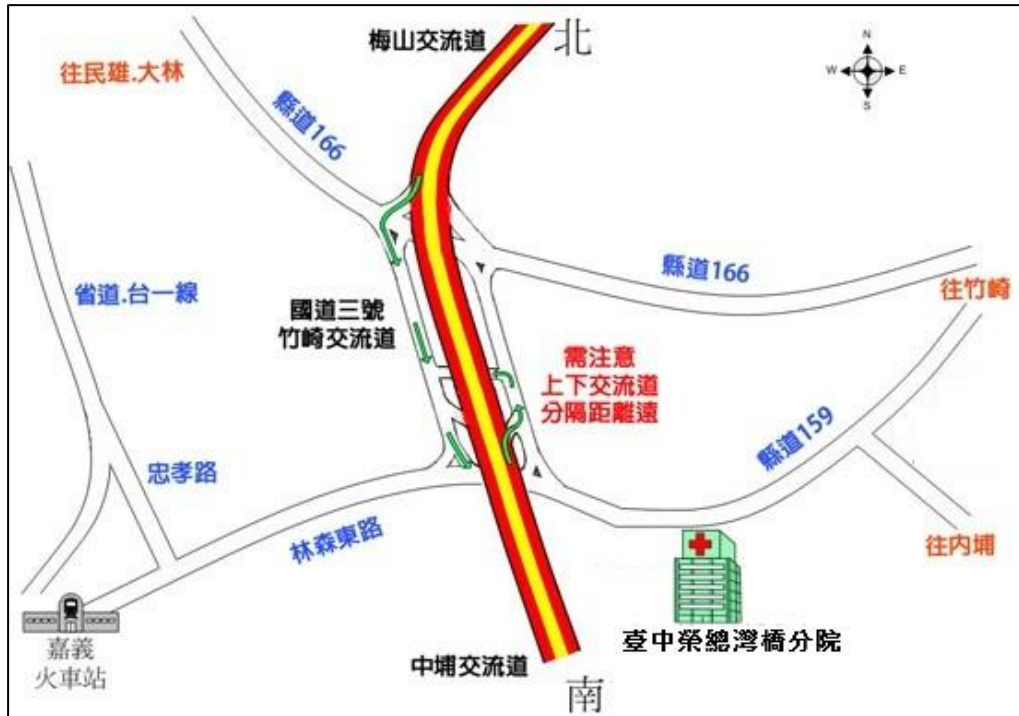 梅山交流道
北
N
W
E
S
往民雄.大林
縣道166
省道.台一線
國道三號
竹崎交流道
縣道166
往竹崎
需注意
上下交流道
分隔距離遠
縣道159
忠孝路
林森東路
往內埔
嘉義
火車站
臺中榮總灣橋分院
中埔交流道
南